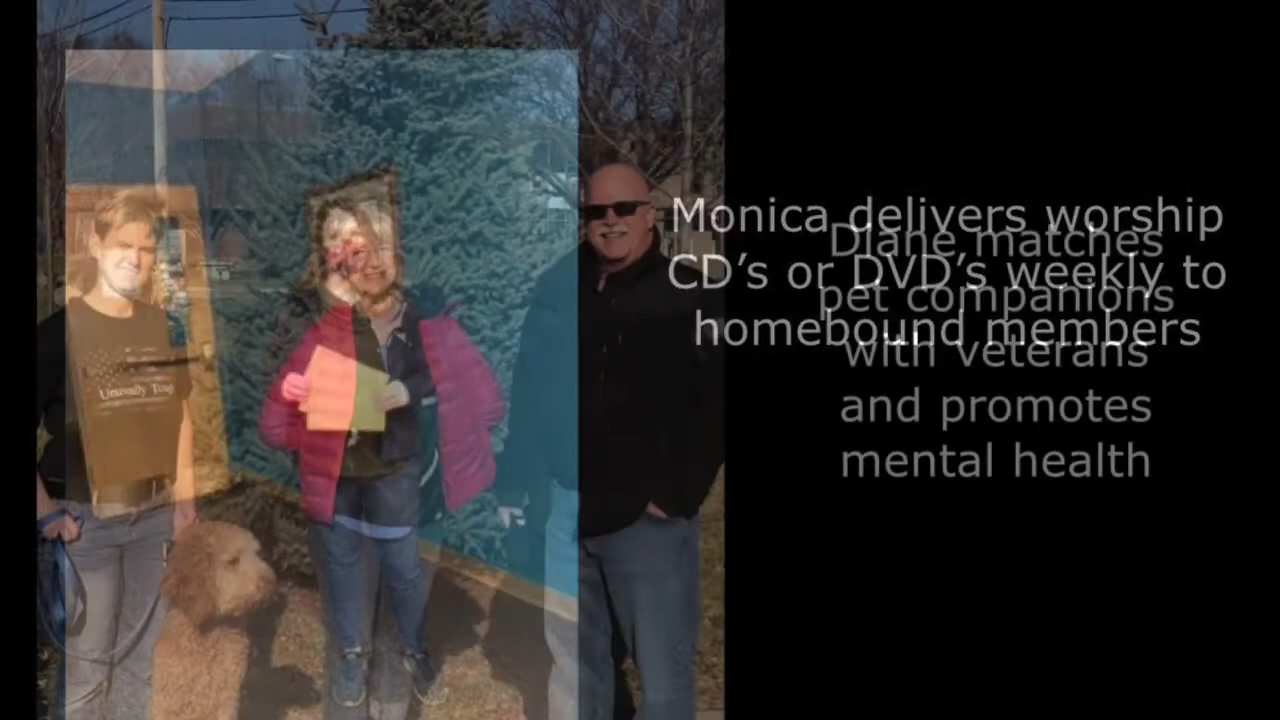 Monica delivers worship
CD’s or DVD’s weekly to
homebound members
Diane matches
pet companions
with veterans
and promotes
mental health
Unusually